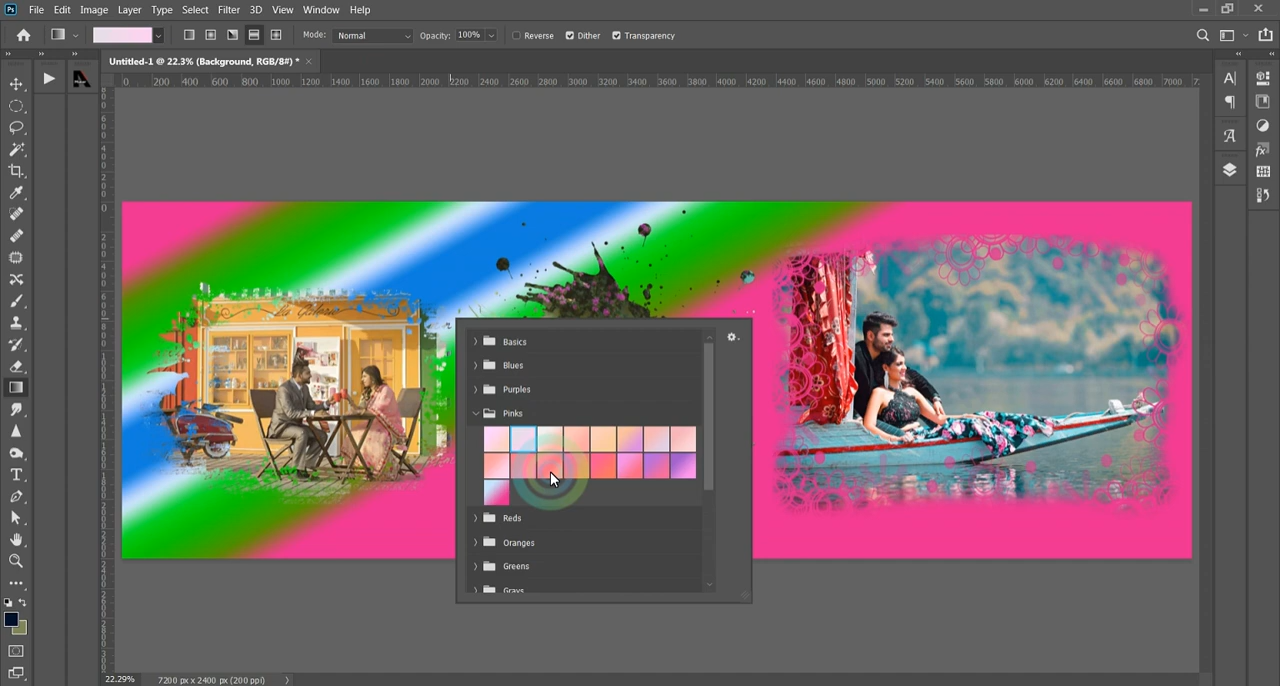 Ps File Edit Image Layer Type Select Filter 3D View Window Help
Mode: Normal Opacity: 100% Reverse Dither Transparency
Untitled-1 @ 22.3% (Background, RGB/8#) * ×
0 200 400 600 800 1000 1200 1400 1600 1800 2000 2200 2400 2600 2800 3000 3200 3400 3600 3800 4000 4200 4400 4600 4800 5000 5200 5400 5600 5800 6000 6200 6400 6600 6800 7000
Basics
Blues
Purples
Pinks
Reds
Oranges
Greens
Grays
22.29% 7200 px x 2400 px (200 ppi)